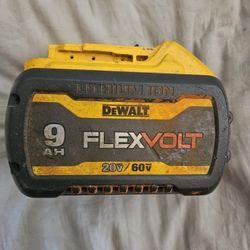 LITHIUM ION
DEWALT
9
AH
FLEXVOLT
20V / 60V